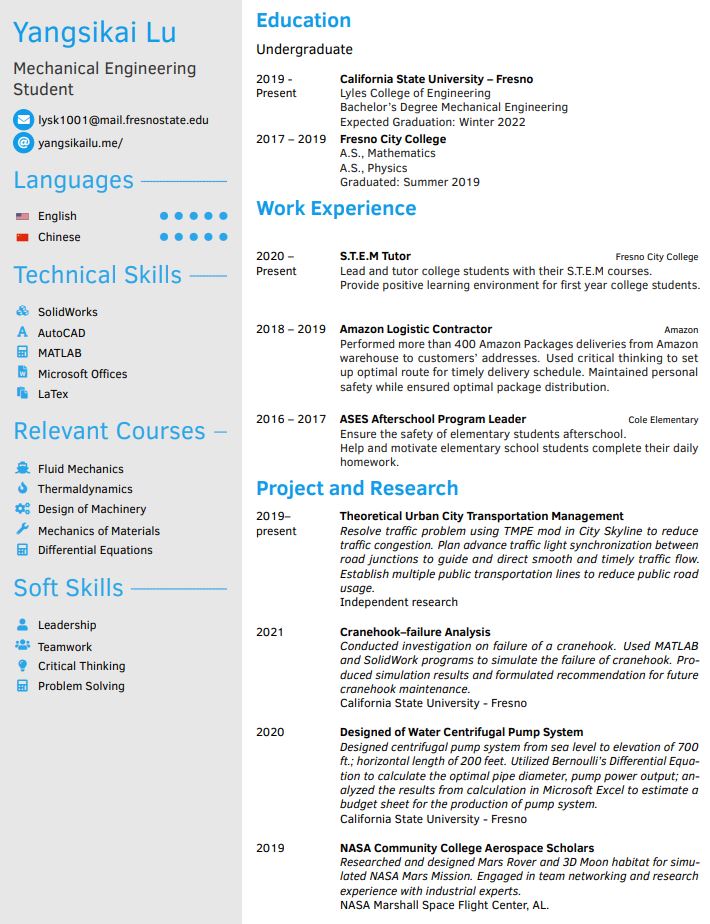 Yangsikai Lu
Mechanical Engineering
Student
lysk1001@mail.fresnostate.edu
yangsikailu.me/
Languages
English
Chinese
Technical Skills
SolidWorks
AutoCAD
MATLAB
Microsoft Offices
LaTex
Relevant Courses
Fluid Mechanics
Thermaldynamics
Design of Machinery
Mechanics of Materials
Differential Equations
Soft Skills
Leadership
Teamwork
Critical Thinking
Problem Solving
Education
Undergraduate
2019 - California State University – Fresno
Present Lyles College of Engineering
Bachelor's Degree Mechanical Engineering
Expected Graduation: Winter 2022
2017 – 2019 Fresno City College
A.S., Mathematics
A.S., Physics
Graduated: Summer 2019
Work Experience
2020 – S.T.E.M Tutor Fresno City College
Present Lead and tutor college students with their S.T.E.M courses.
Provide positive learning environment for first year college students.
2018 – 2019 Amazon Logistic Contractor Amazon
Performed more than 400 Amazon Packages deliveries from Amazon
warehouse to customers' addresses. Used critical thinking to set
up optimal route for timely delivery schedule. Maintained personal
safety while ensured optimal package distribution.
2016 – 2017 ASES Afterschool Program Leader Cole Elementary
Ensure the safety of elementary students afterschool.
Help and motivate elementary school students complete their daily
homework.
Project and Research
2019– Theoretical Urban City Transportation Management
present Resolve traffic problem using TMPE mod in City Skyline to reduce
traffic congestion. Plan advance traffic light synchronization between
road junctions to guide and direct smooth and timely traffic flow.
Establish multiple public transportation lines to reduce public road
usage.
Independent research
2021 Cranehook–failure Analysis
Conducted investigation on failure of a cranehook. Used MATLAB
and SolidWork programs to simulate the failure of cranehook. Pro-
duced simulation results and formulated recommendation for future
cranehook maintenance.
California State University - Fresno
2020 Designed of Water Centrifugal Pump System
Designed centrifugal pump system from sea level to elevation of 700
ft.; horizontal length of 200 feet. Utilized Bernoulli's Differential Equa-
tion to calculate the optimal pipe diameter, pump power output; an-
alyzed the results from calculation in Microsoft Excel to estimate a
budget sheet for the production of pump system.
California State University - Fresno
2019 NASA Community College Aerospace Scholars
Researched and designed Mars Rover and 3D Moon habitat for simu-
lated NASA Mars Mission. Engaged in team networking and research
experience with industrial experts.
NASA Marshall Space Flight Center, AL.